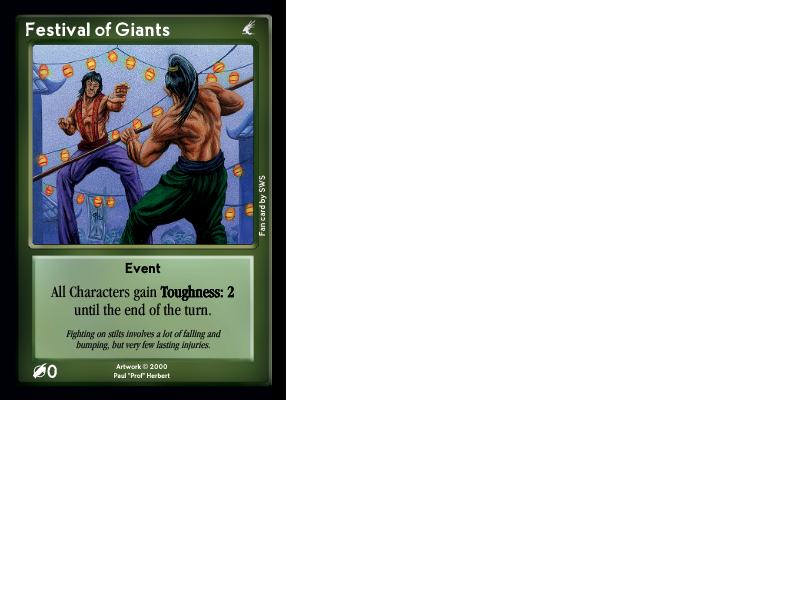 Festival of Giants
Fan card by SWS
Event
All Characters gain Toughness: 2
until the end of the turn.
Fighting on stilts involves a lot of falling and
bumping, but very few lasting injuries.
0
Artwork © 2000
Paul "Prof" Herbert